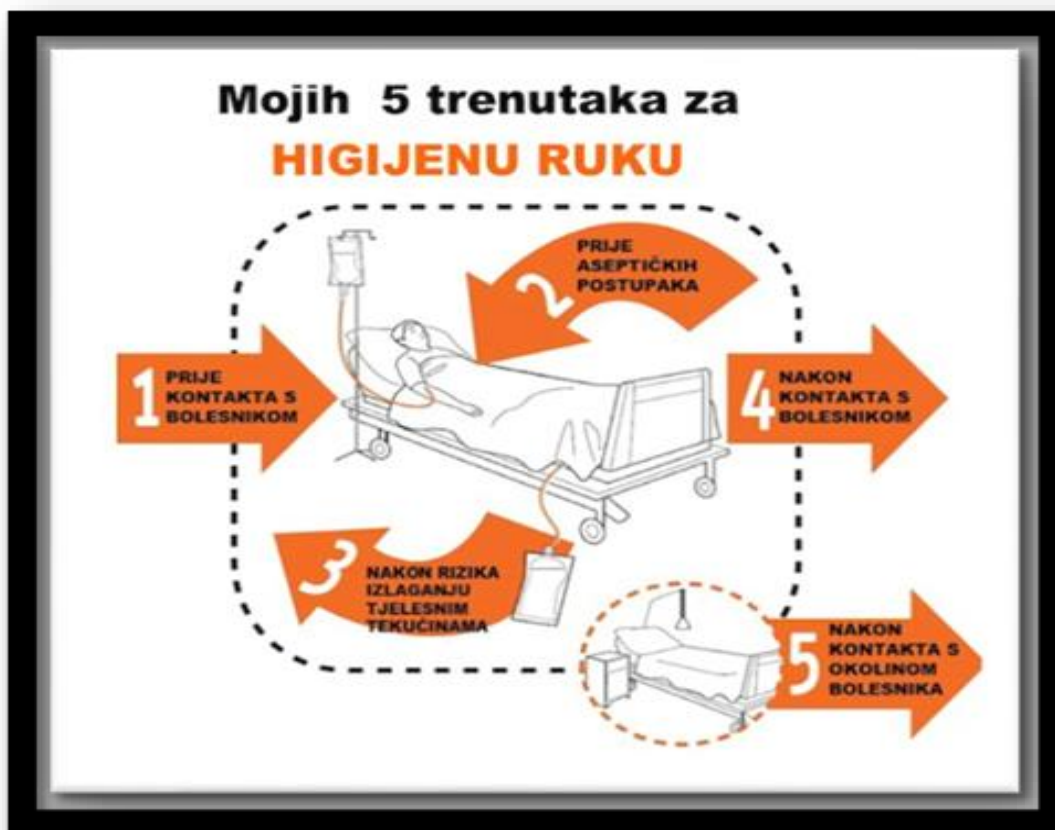 Mojih 5 trenutaka za
HIGIJENU RUKU
1 PRIJE
KONTAKTA S
BOLESNIKOM
2 PRIJE
ASEPTIČKIH
POSTUPAKA
3 NAKON RIZIKA
IZLAGANJU
TJELESNIM
TEKUĆINAMA
4 NAKON
KONTAKTA S
BOLESNIKOM
5 NAKON
KONTAKTA S
OKOLINOM
BOLESNIKA